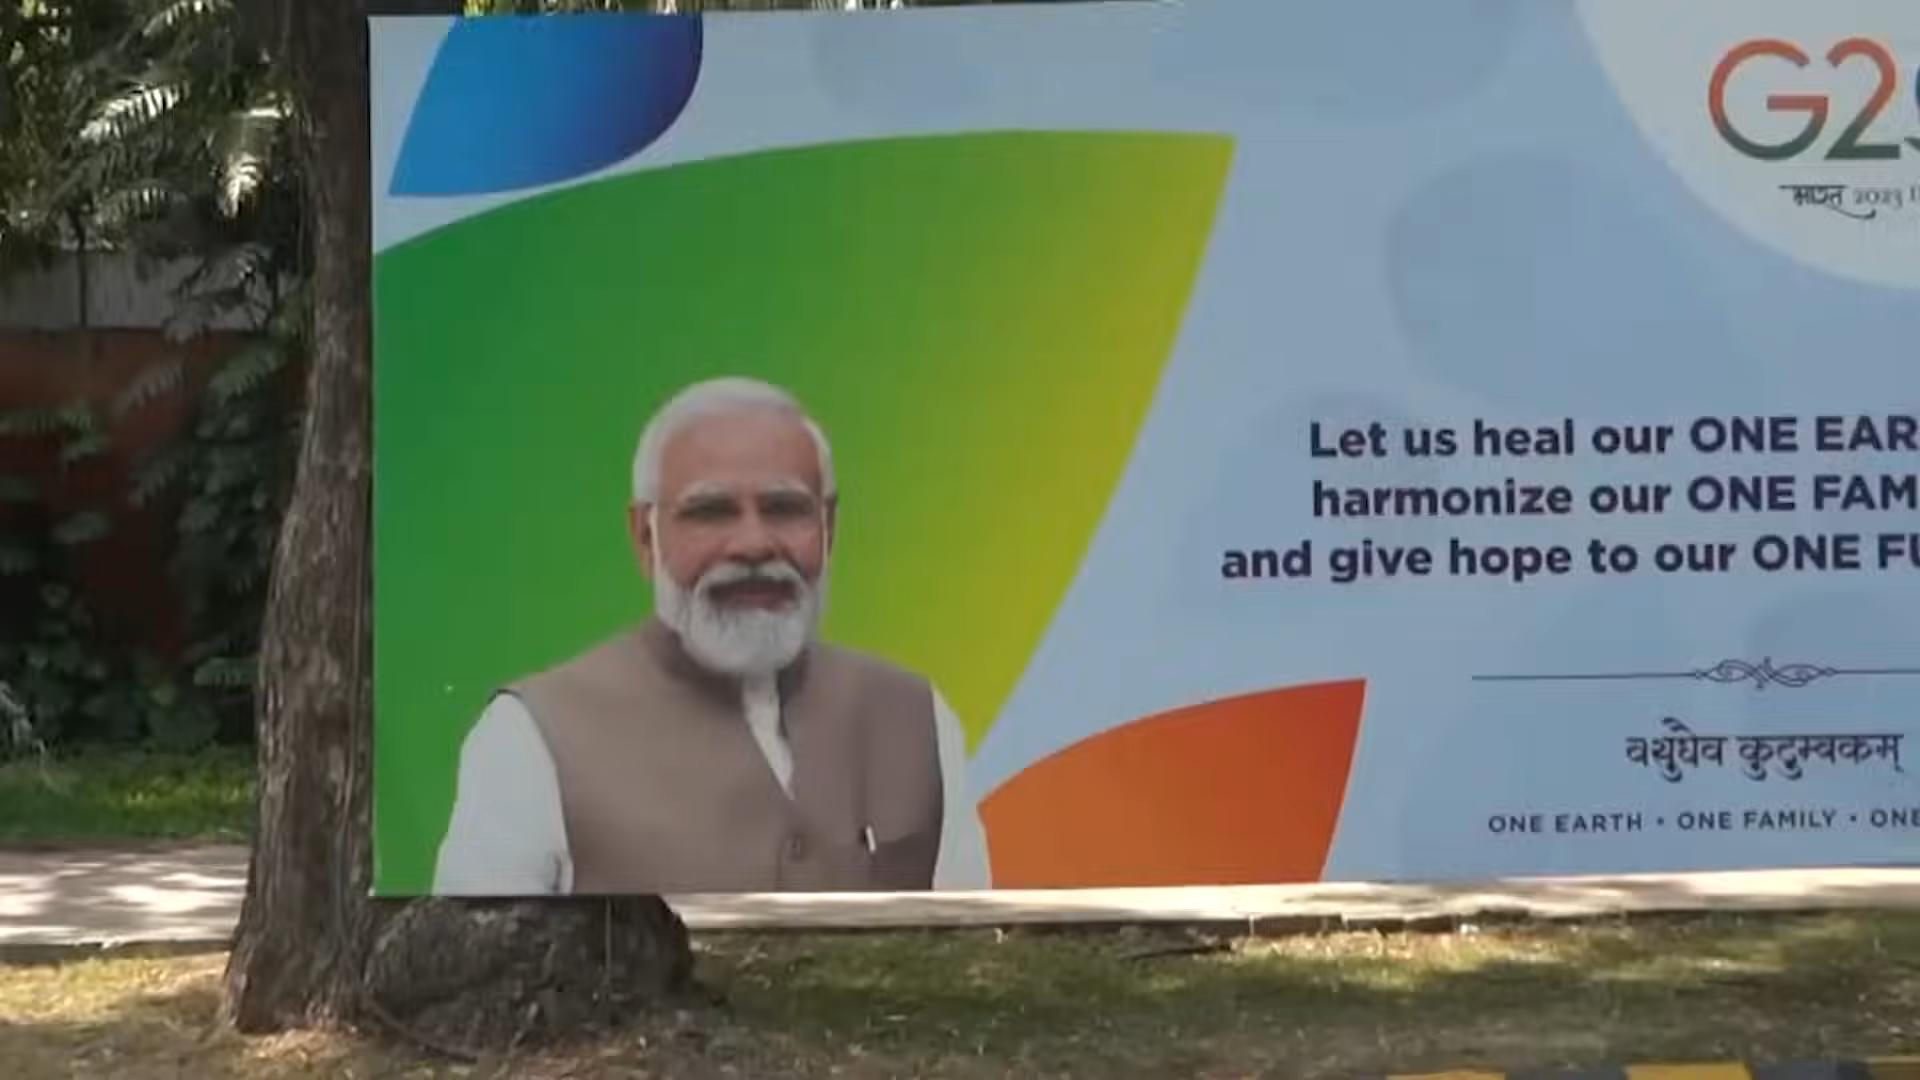 G2
भारत 2023 I
Let us heal our ONE EAR
harmonize our ONE FAM
and give hope to our ONE FU
वसुधैव कुटुम्बकम्
ONE EARTH • ONE FAMILY • ONE